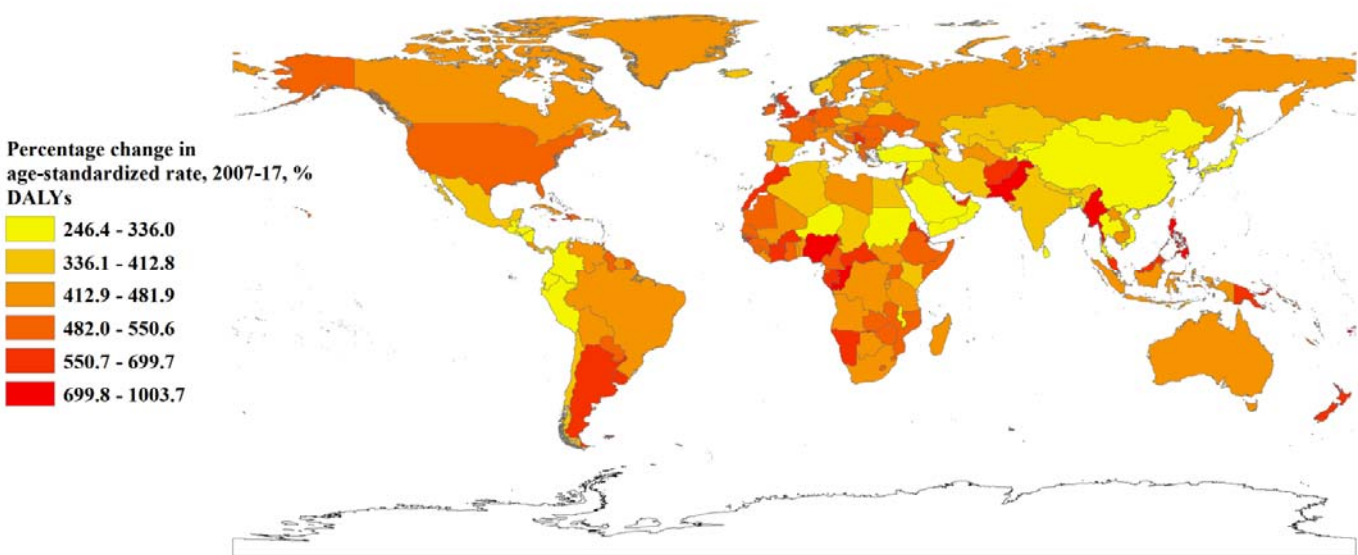 Percentage change in
age-standardized rate, 2007-17, %
DALYs
246.4 - 336.0
336.1 - 412.8
412.9 - 481.9
482.0 - 550.6
550.7 - 699.7
699.8 - 1003.7